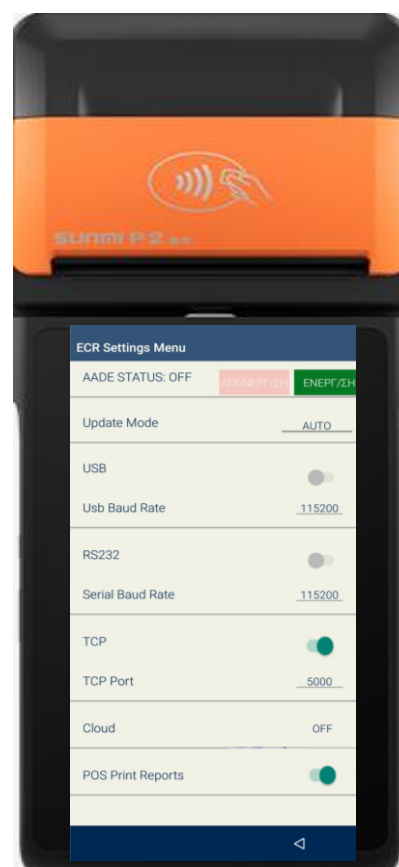 SUNMI P2
ECR Settings Menu
AADE STATUS: OFF ΑΠΕΝΕΡΓ/ΣΗ ΕΝΕΡΓ/ΣΗ
Update Mode AUTO
USB
Usb Baud Rate 115200
RS232
Serial Baud Rate 115200
TCP
TCP Port 5000
Cloud OFF
POS Print Reports